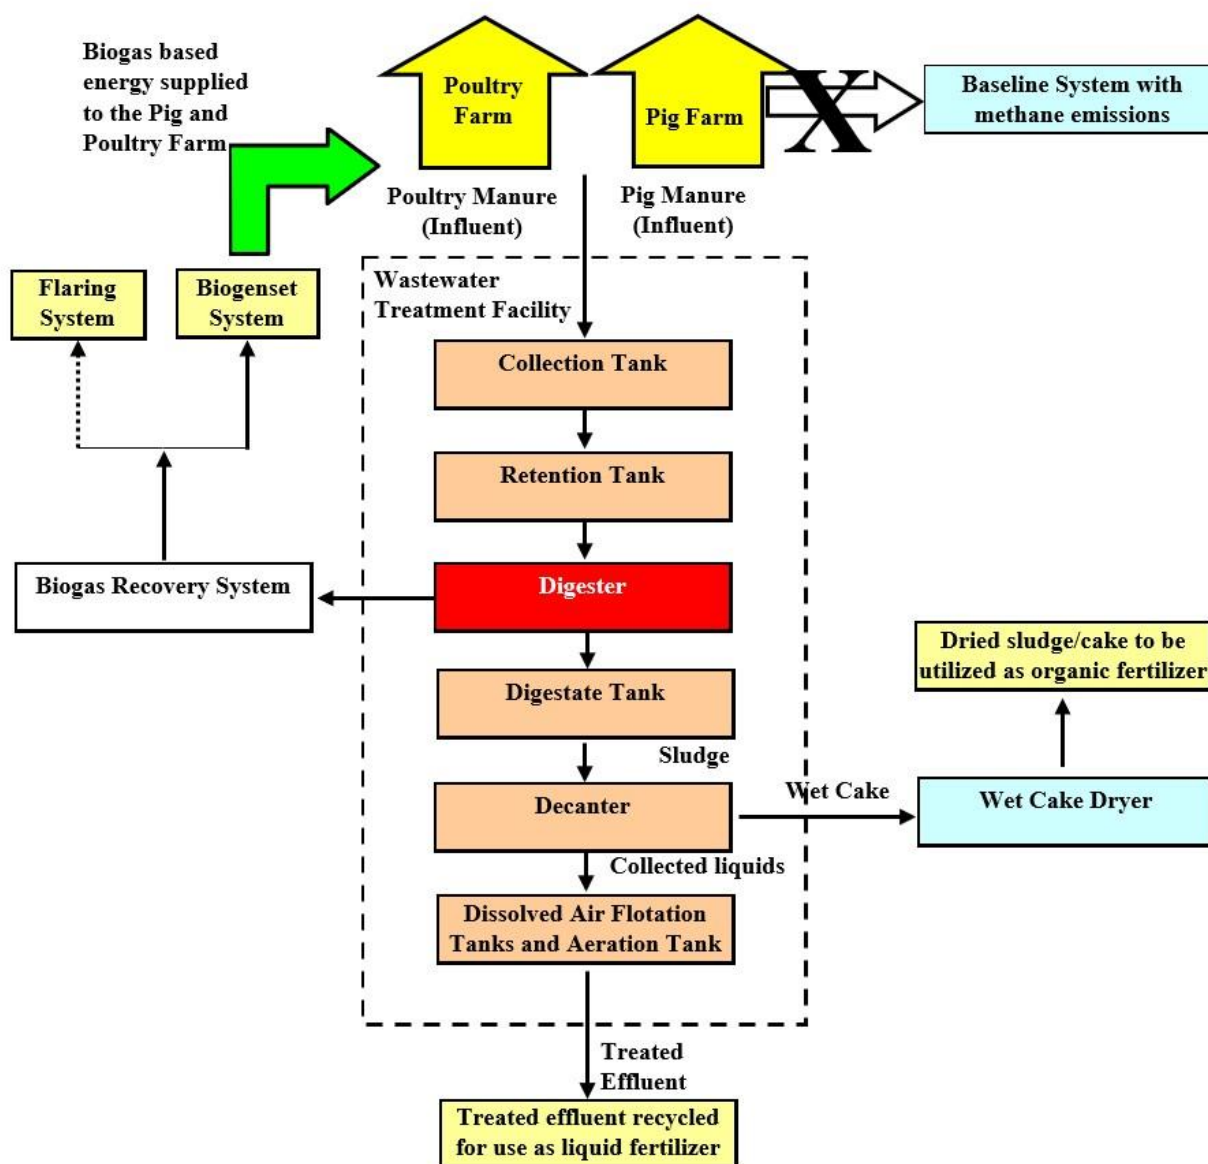 Biogas based
energy supplied
to the Pig and
Poultry Farm
Poultry
Farm
Pig Farm
X
Baseline System with
methane emissions
Poultry Manure
(Influent)
Pig Manure
(Influent)
Flaring
System
Biogenset
System
Wastewater
Treatment Facility
Collection Tank
Retention Tank
Biogas Recovery System
Digester
Digestate Tank
Sludge
Dried sludge/cake to be
utilized as organic fertilizer
Decanter
Wet Cake
Wet Cake Dryer
Collected liquids
Dissolved Air Flotation
Tanks and Aeration Tank
Treated
Effluent
Treated effluent recycled
for use as liquid fertilizer